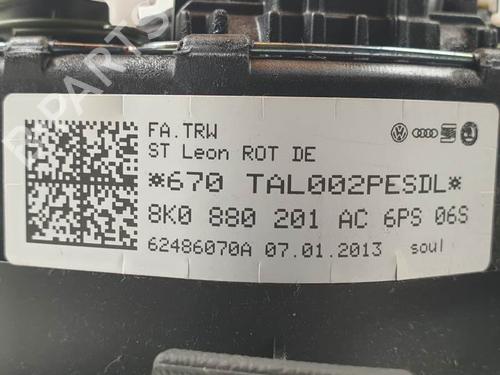 FA.TRW
ST Leon ROT DE
*670 TAL002PESDL*
8K0 880 201 AC 6PS 06S
62486070A 07.01.2013 soul
B-PARTS